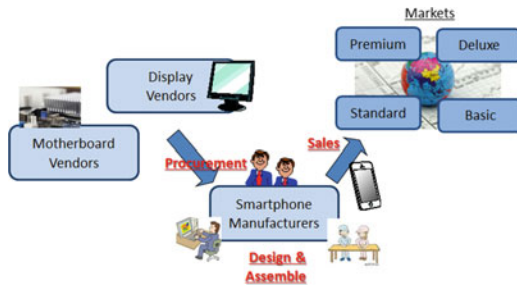 Markets
Premium
Deluxe
Standard
Basic
Display
Vendors
Motherboard
Vendors
Procurement
Sales
Smartphone
Manufacturers
Design &
Assemble